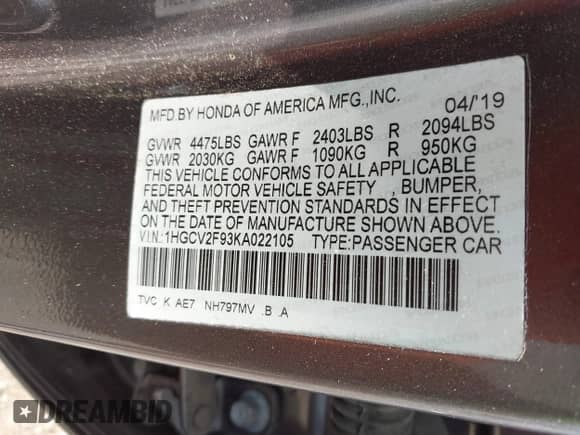 MFD.BY HONDA OF AMERICA MFG.,INC. 04/'19
GVWR 4475LBS GAWR F 2403LBS R 2094LBS
GVWR 2030KG GAWR F 1090KG R 950KG
THIS VEHICLE CONFORMS TO ALL APPLICABLE
FEDERAL MOTOR VEHICLE SAFETY , BUMPER,
AND THEFT PREVENTION STANDARDS IN EFFECT
ON THE DATE OF MANUFACTURE SHOWN ABOVE.
V.I.N.:1HGCV2F93KA022105 TYPE:PASSENGER CAR
TVC K AE7 NH797MV .B .A
DREAMBID